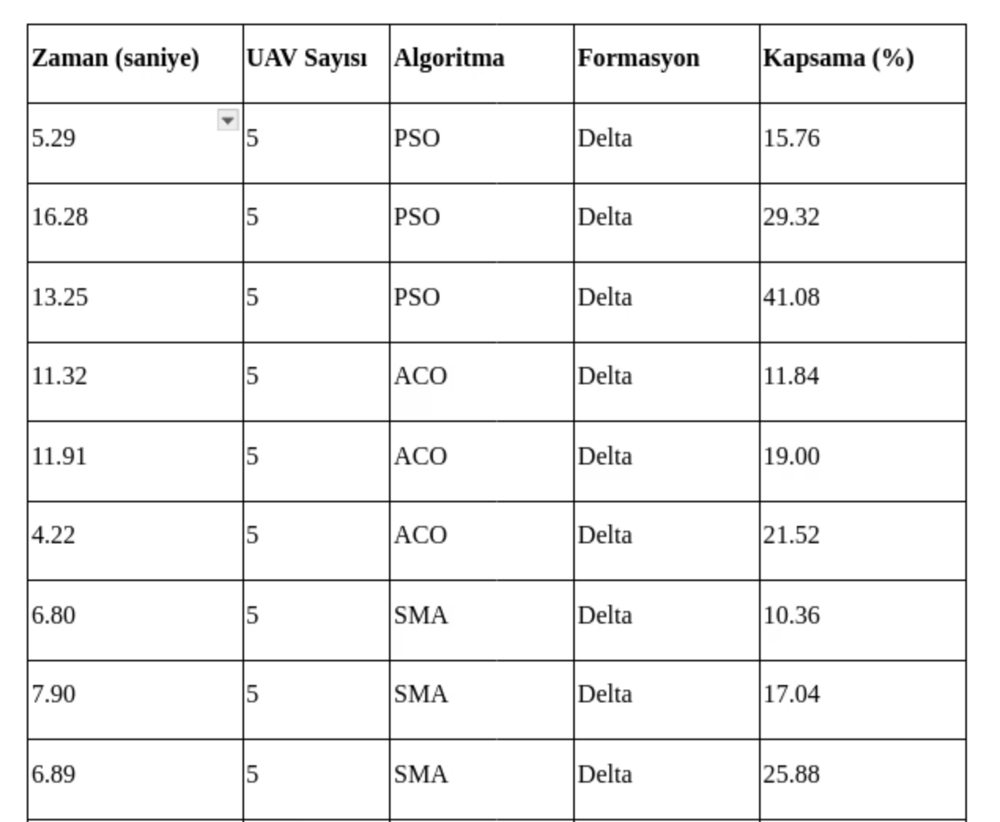 Zaman (saniye) UAV Sayısı Algoritma Formasyon Kapsama (%)
5.29 5 PSO Delta 15.76
16.28 5 PSO Delta 29.32
13.25 5 PSO Delta 41.08
11.32 5 ACO Delta 11.84
11.91 5 ACO Delta 19.00
4.22 5 ACO Delta 21.52
6.80 5 SMA Delta 10.36
7.90 5 SMA Delta 17.04
6.89 5 SMA Delta 25.88